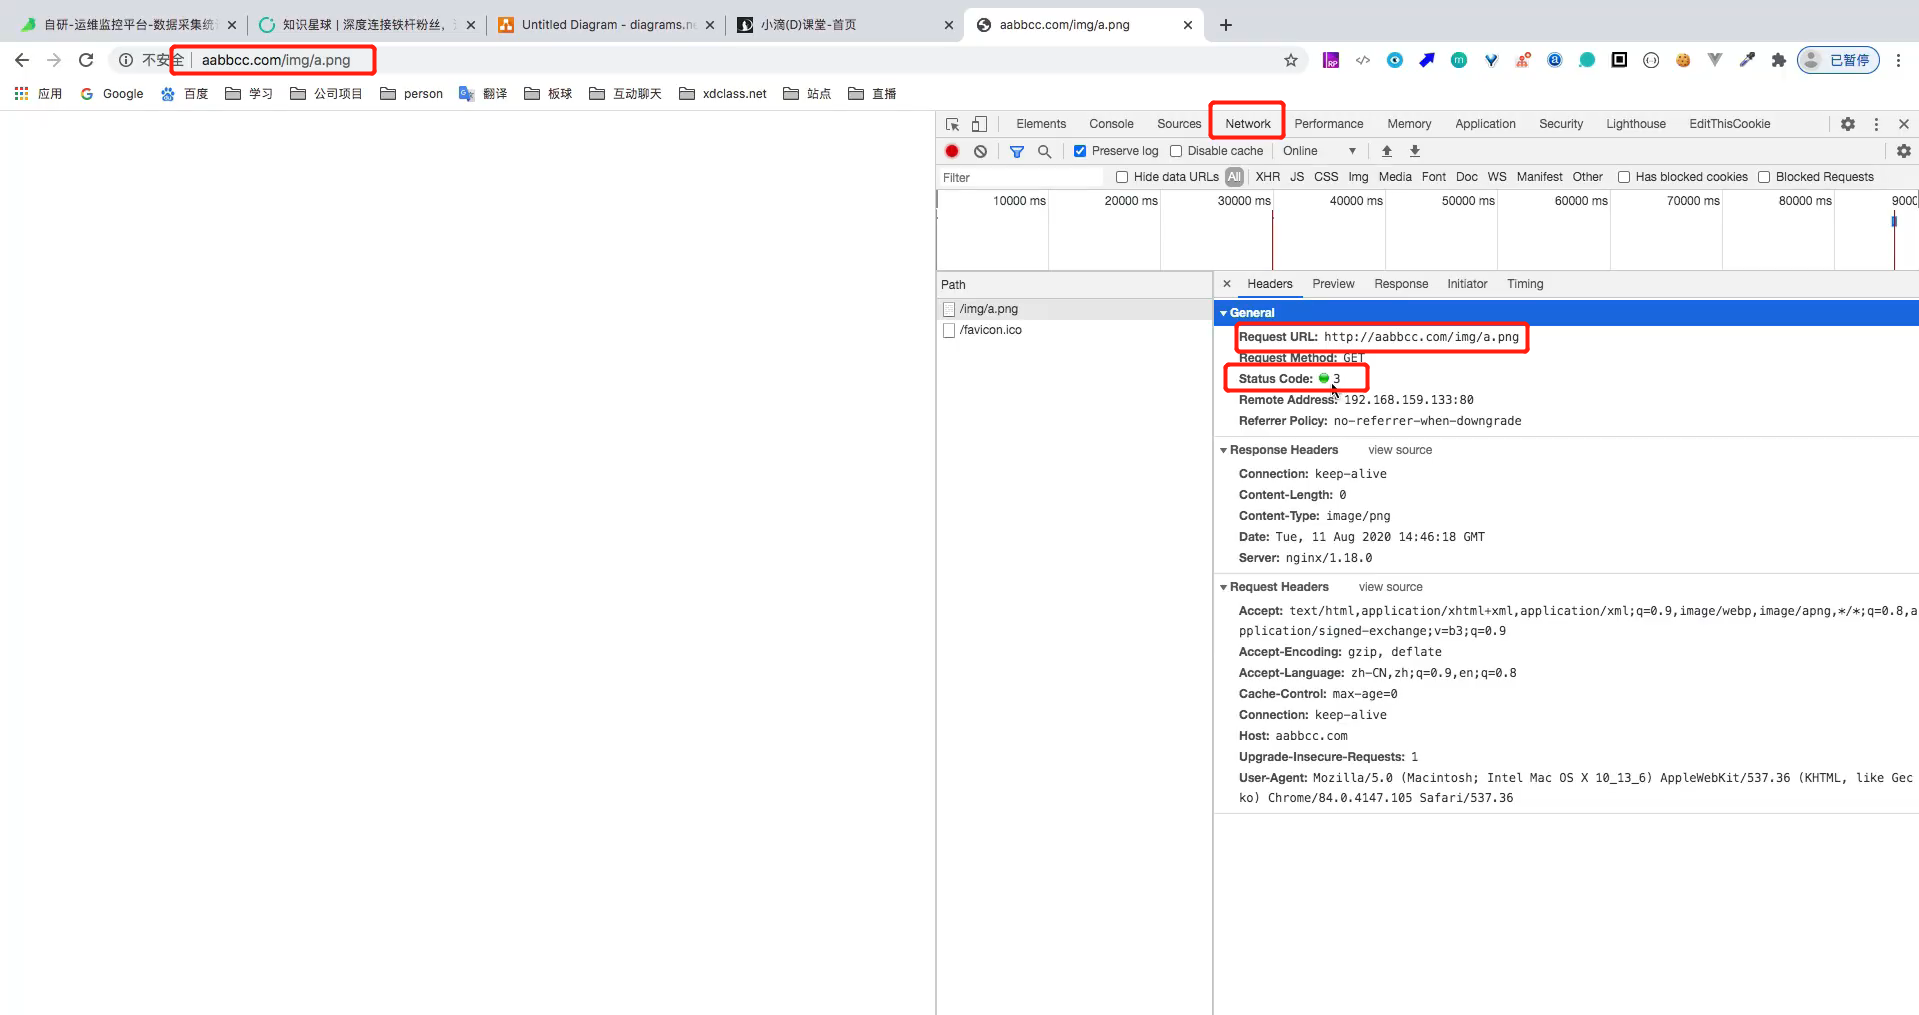 自研-运维监控平台-数据采集统
知识星球 | 深度连接铁杆粉丝，
Untitled Diagram - diagrams.ne
小滴(D)课堂-首页
aabbcc.com/img/a.png
不安全 aabbcc.com/img/a.png
已暂停
应用 Google 百度 学习 公司项目 person 翻译 板球 互动聊天 xdclass.net 站点 直播
Elements Console Sources Network Performance Memory Application Security Lighthouse EditThisCookie
Preserve log Disable cache Online
Filter Hide data URLs All XHR JS CSS Img Media Font Doc WS Manifest Other Has blocked cookies Blocked Requests
10000 ms 20000 ms 30000 ms 40000 ms 50000 ms 60000 ms 70000 ms 80000 ms 9000
Path
/img/a.png
/favicon.ico
Headers Preview Response Initiator Timing
General
Request URL: http://aabbcc.com/img/a.png
Request Method: GET
Status Code: 3
Remote Address: 192.168.159.133:80
Referrer Policy: no-referrer-when-downgrade
Response Headers view source
Connection: keep-alive
Content-Length: 0
Content-Type: image/png
Date: Tue, 11 Aug 2020 14:46:18 GMT
Server: nginx/1.18.0
Request Headers view source
Accept: text/html,application/xhtml+xml,application/xml;q=0.9,image/webp,image/apng,*/*;q=0.8,a
pplication/signed-exchange;v=b3;q=0.9
Accept-Encoding: gzip, deflate
Accept-Language: zh-CN,zh;q=0.9,en;q=0.8
Cache-Control: max-age=0
Connection: keep-alive
Host: aabbcc.com
Upgrade-Insecure-Requests: 1
User-Agent: Mozilla/5.0 (Macintosh; Intel Mac OS X 10_13_6) AppleWebKit/537.36 (KHTML, like Gec
ko) Chrome/84.0.4147.105 Safari/537.36